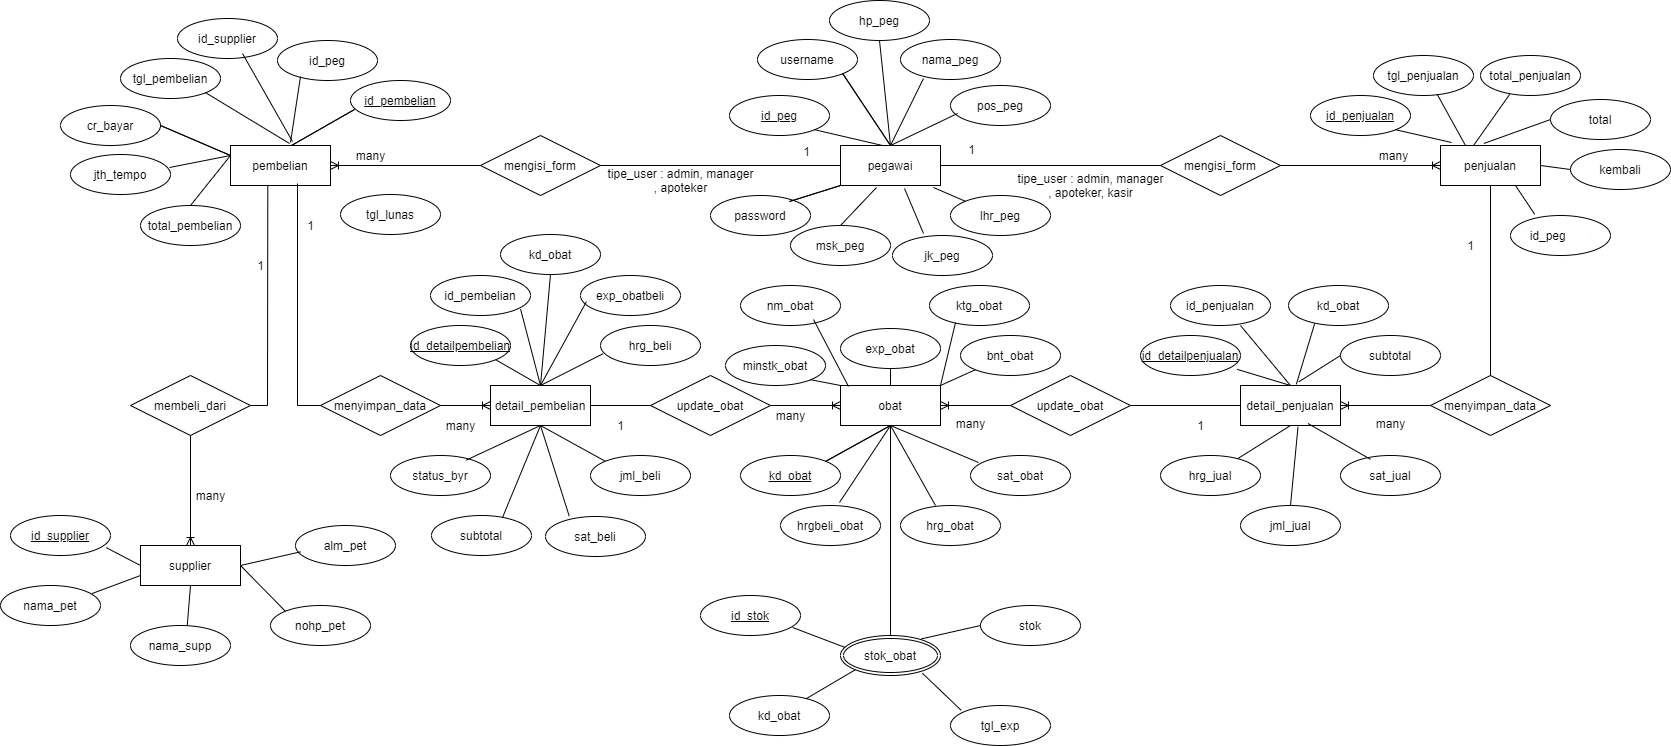 hp_peg
id_supplier
username
nama_peg
id_peg
tgl_pembelian
tgl_penjualan
total_penjualan
id_pembelian
pos_peg
id_peg
id_penjualan
total
cr_bayar
many
1
1
many
pembelian
mengisi_form
pegawai
mengisi_form
penjualan
kembali
jth_tempo
tipe_user : admin, manager
, apoteker
tipe_user : admin, manager
, apoteker, kasir
total_pembelian
tgl_lunas
password
lhr_peg
1
msk_peg
jk_peg
id_peg
1
1
kd_obat
id_pembelian
exp_obatbeli
nm_obat
ktg_obat
id_penjualan
kd_obat
id_detailpembelian
hrg_beli
exp_obat
bnt_obat
id_detailpenjualan
subtotal
minstk_obat
membeli_dari
menyimpan_data
detail_pembelian
update_obat
obat
update_obat
detail_penjualan
menyimpan_data
many
1
many
many
1
many
status_byr
jml_beli
kd_obat
sat_obat
hrg_jual
sat_jual
many
subtotal
sat_beli
hrgbeli_obat
hrg_obat
jml_jual
id_supplier
alm_pet
supplier
nama_pet
nohp_pet
nama_supp
id_stok
stok
stok_obat
kd_obat
tgl_exp